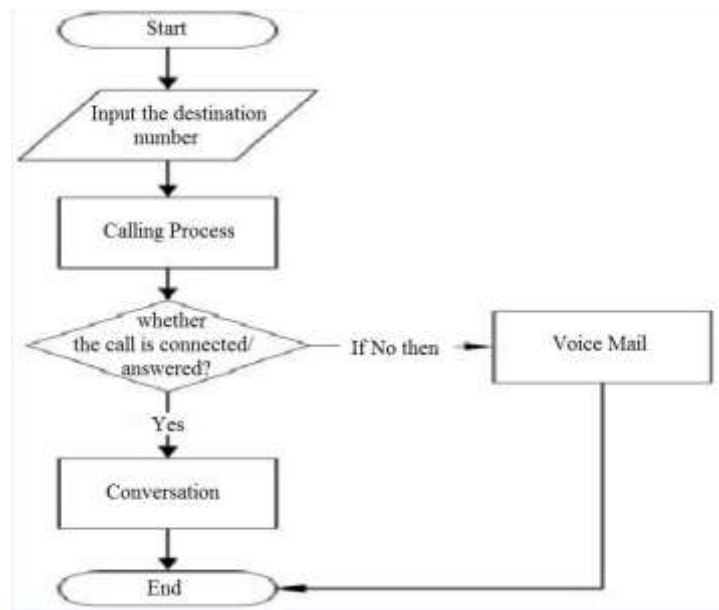 Start
Input the destination
number
Calling Process
whether
the call is connected/
answered?
If No then
Voice Mail
Yes
Conversation
End